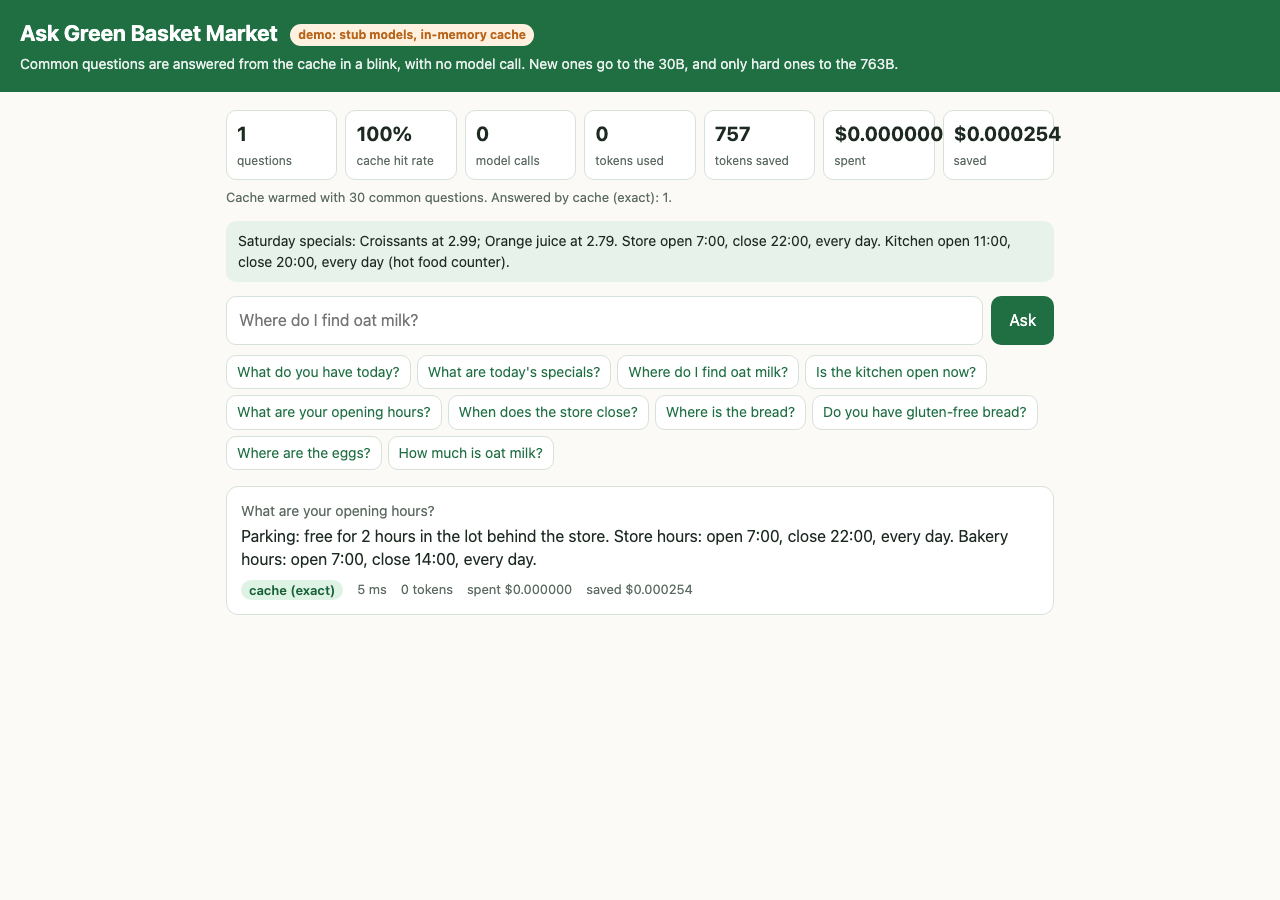 Ask Green Basket Market demo: stub models, in-memory cache
Common questions are answered from the cache in a blink, with no model call. New ones go to the 30B, and only hard ones to the 763B.
1 100% 0 0 757 $0.000000 $0.000254
questions cache hit rate model calls tokens used tokens saved spent saved
Cache warmed with 30 common questions. Answered by cache (exact): 1.
Saturday specials: Croissants at 2.99; Orange juice at 2.79. Store open 7:00, close 22:00, every day. Kitchen open 11:00,
close 20:00, every day (hot food counter).
Where do I find oat milk? Ask
What do you have today? What are today's specials? Where do I find oat milk? Is the kitchen open now?
What are your opening hours? When does the store close? Where is the bread? Do you have gluten-free bread?
Where are the eggs? How much is oat milk?
What are your opening hours?
Parking: free for 2 hours in the lot behind the store. Store hours: open 7:00, close 22:00, every day. Bakery
hours: open 7:00, close 14:00, every day.
cache (exact) 5 ms 0 tokens spent $0.000000 saved $0.000254